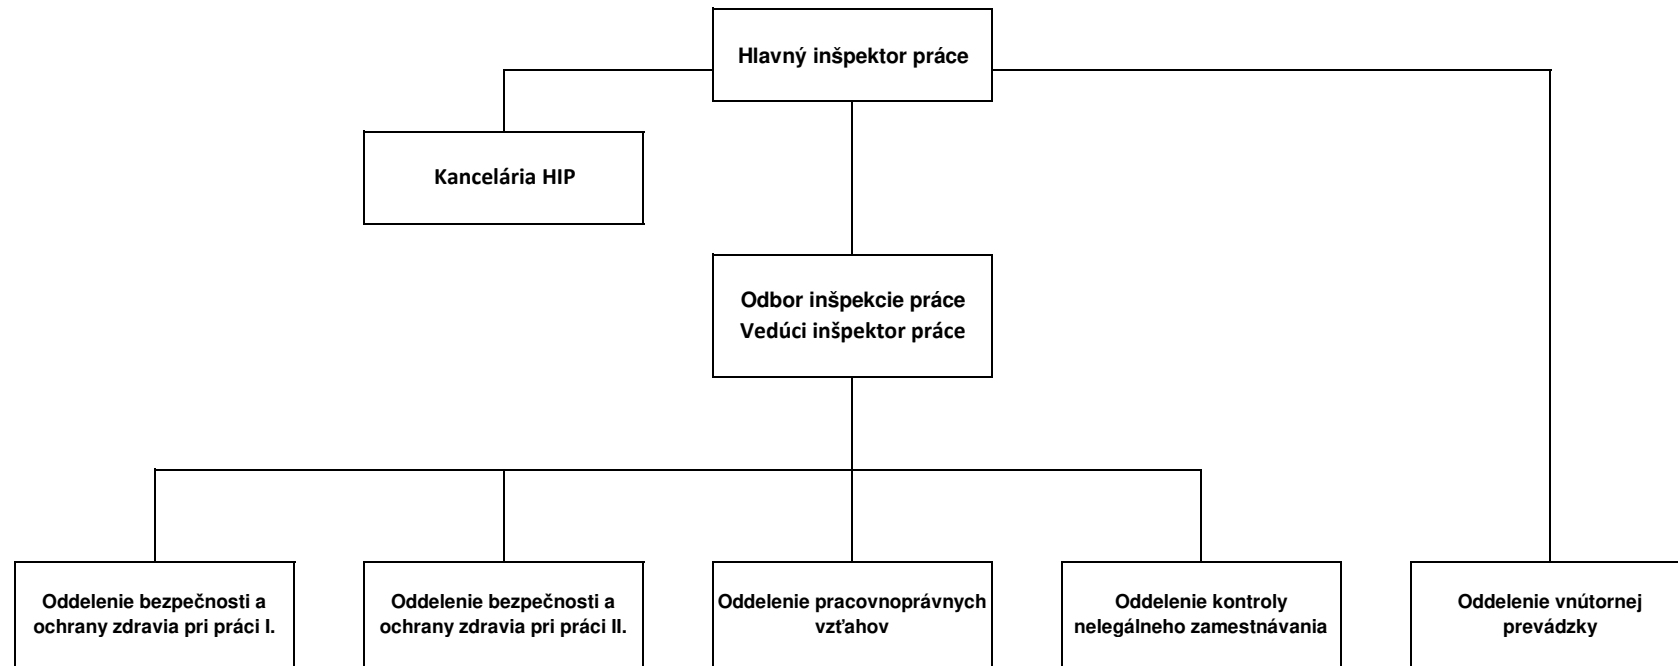 Hlavný inšpektor práce
Kancelária HIP
Odbor inšpekcie práce
Vedúci inšpektor práce
Oddelenie bezpečnosti a
ochrany zdravia pri práci I.
Oddelenie bezpečnosti a
ochrany zdravia pri práci II.
Oddelenie pracovnoprávnych
vzťahov
Oddelenie kontroly
nelegálneho zamestnávania
Oddelenie vnútornej
prevádzky